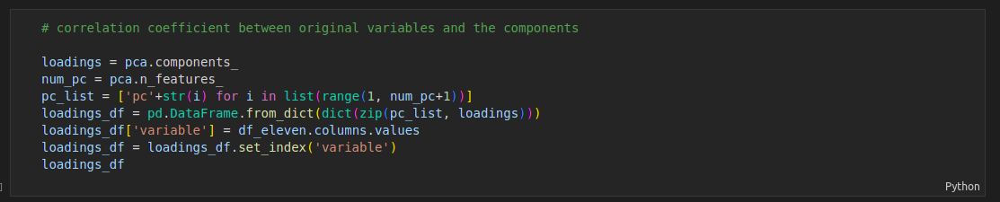 # correlation coefficient between original variables and the components
loadings = pca.components_
num_pc = pca.n_features_
pc_list = ['pc'+str(i) for i in list(range(1, num_pc+1))]
loadings_df = pd.DataFrame.from_dict(dict(zip(pc_list, loadings)))
loadings_df['variable'] = df_eleven.columns.values
loadings_df = loadings_df.set_index('variable')
loadings_df
]
Python